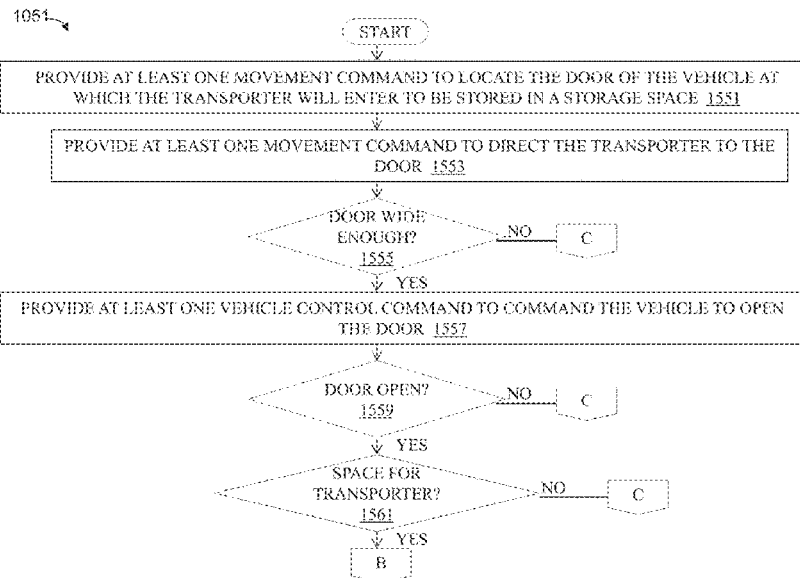 1051
START
PROVIDE AT LEAST ONE MOVEMENT COMMAND TO LOCATE THE DOOR OF THE VEHICLE AT
WHICH THE TRANSPORTER WILL ENTER TO BE STORED IN A STORAGE SPACE 1551
PROVIDE AT LEAST ONE MOVEMENT COMMAND TO DIRECT THE TRANSPORTER TO THE
DOOR 1553
DOOR WIDE
ENOUGH?
1555
NO
C
YES
PROVIDE AT LEAST ONE VEHICLE CONTROL COMMAND TO COMMAND THE VEHICLE TO OPEN
THE DOOR 1557
DOOR OPEN?
1559
NO
C
YES
SPACE FOR
TRANSPORTER?
1561
NO
C
YES
B